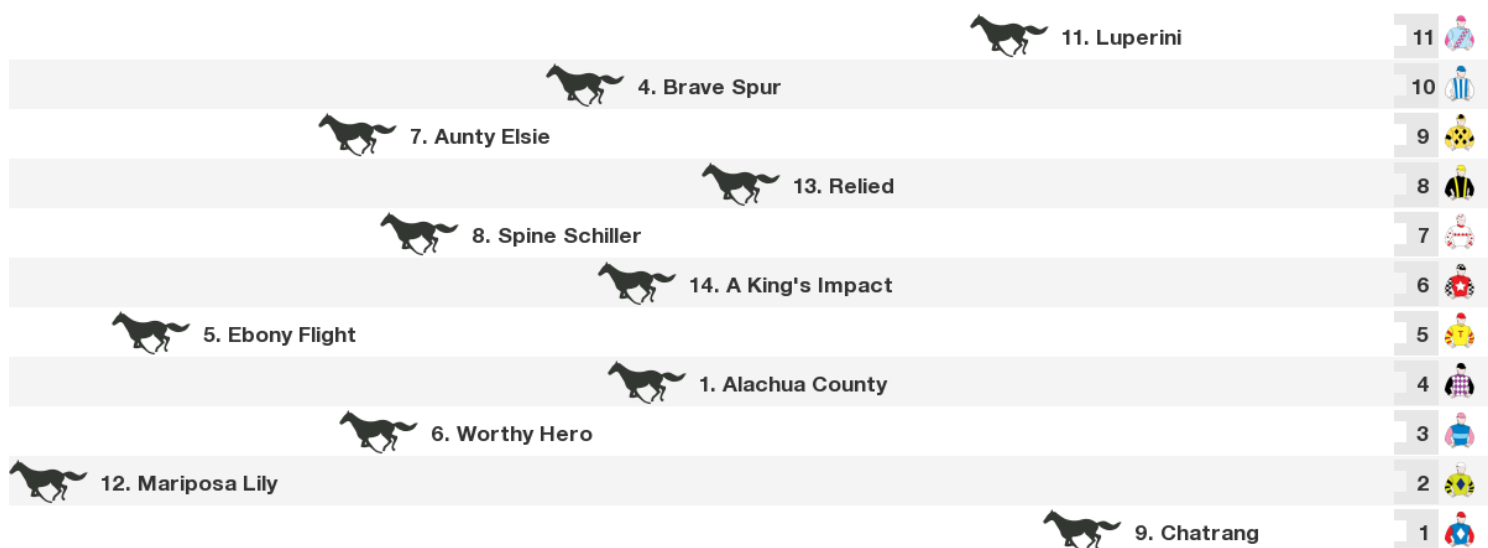 11. Luperini 11
4. Brave Spur 10
7. Aunty Elsie 9
13. Relied 8
8. Spine Schiller 7
14. A King's Impact 6
5. Ebony Flight 5
1. Alachua County 4
6. Worthy Hero 3
12. Mariposa Lily 2
9. Chatrang 1